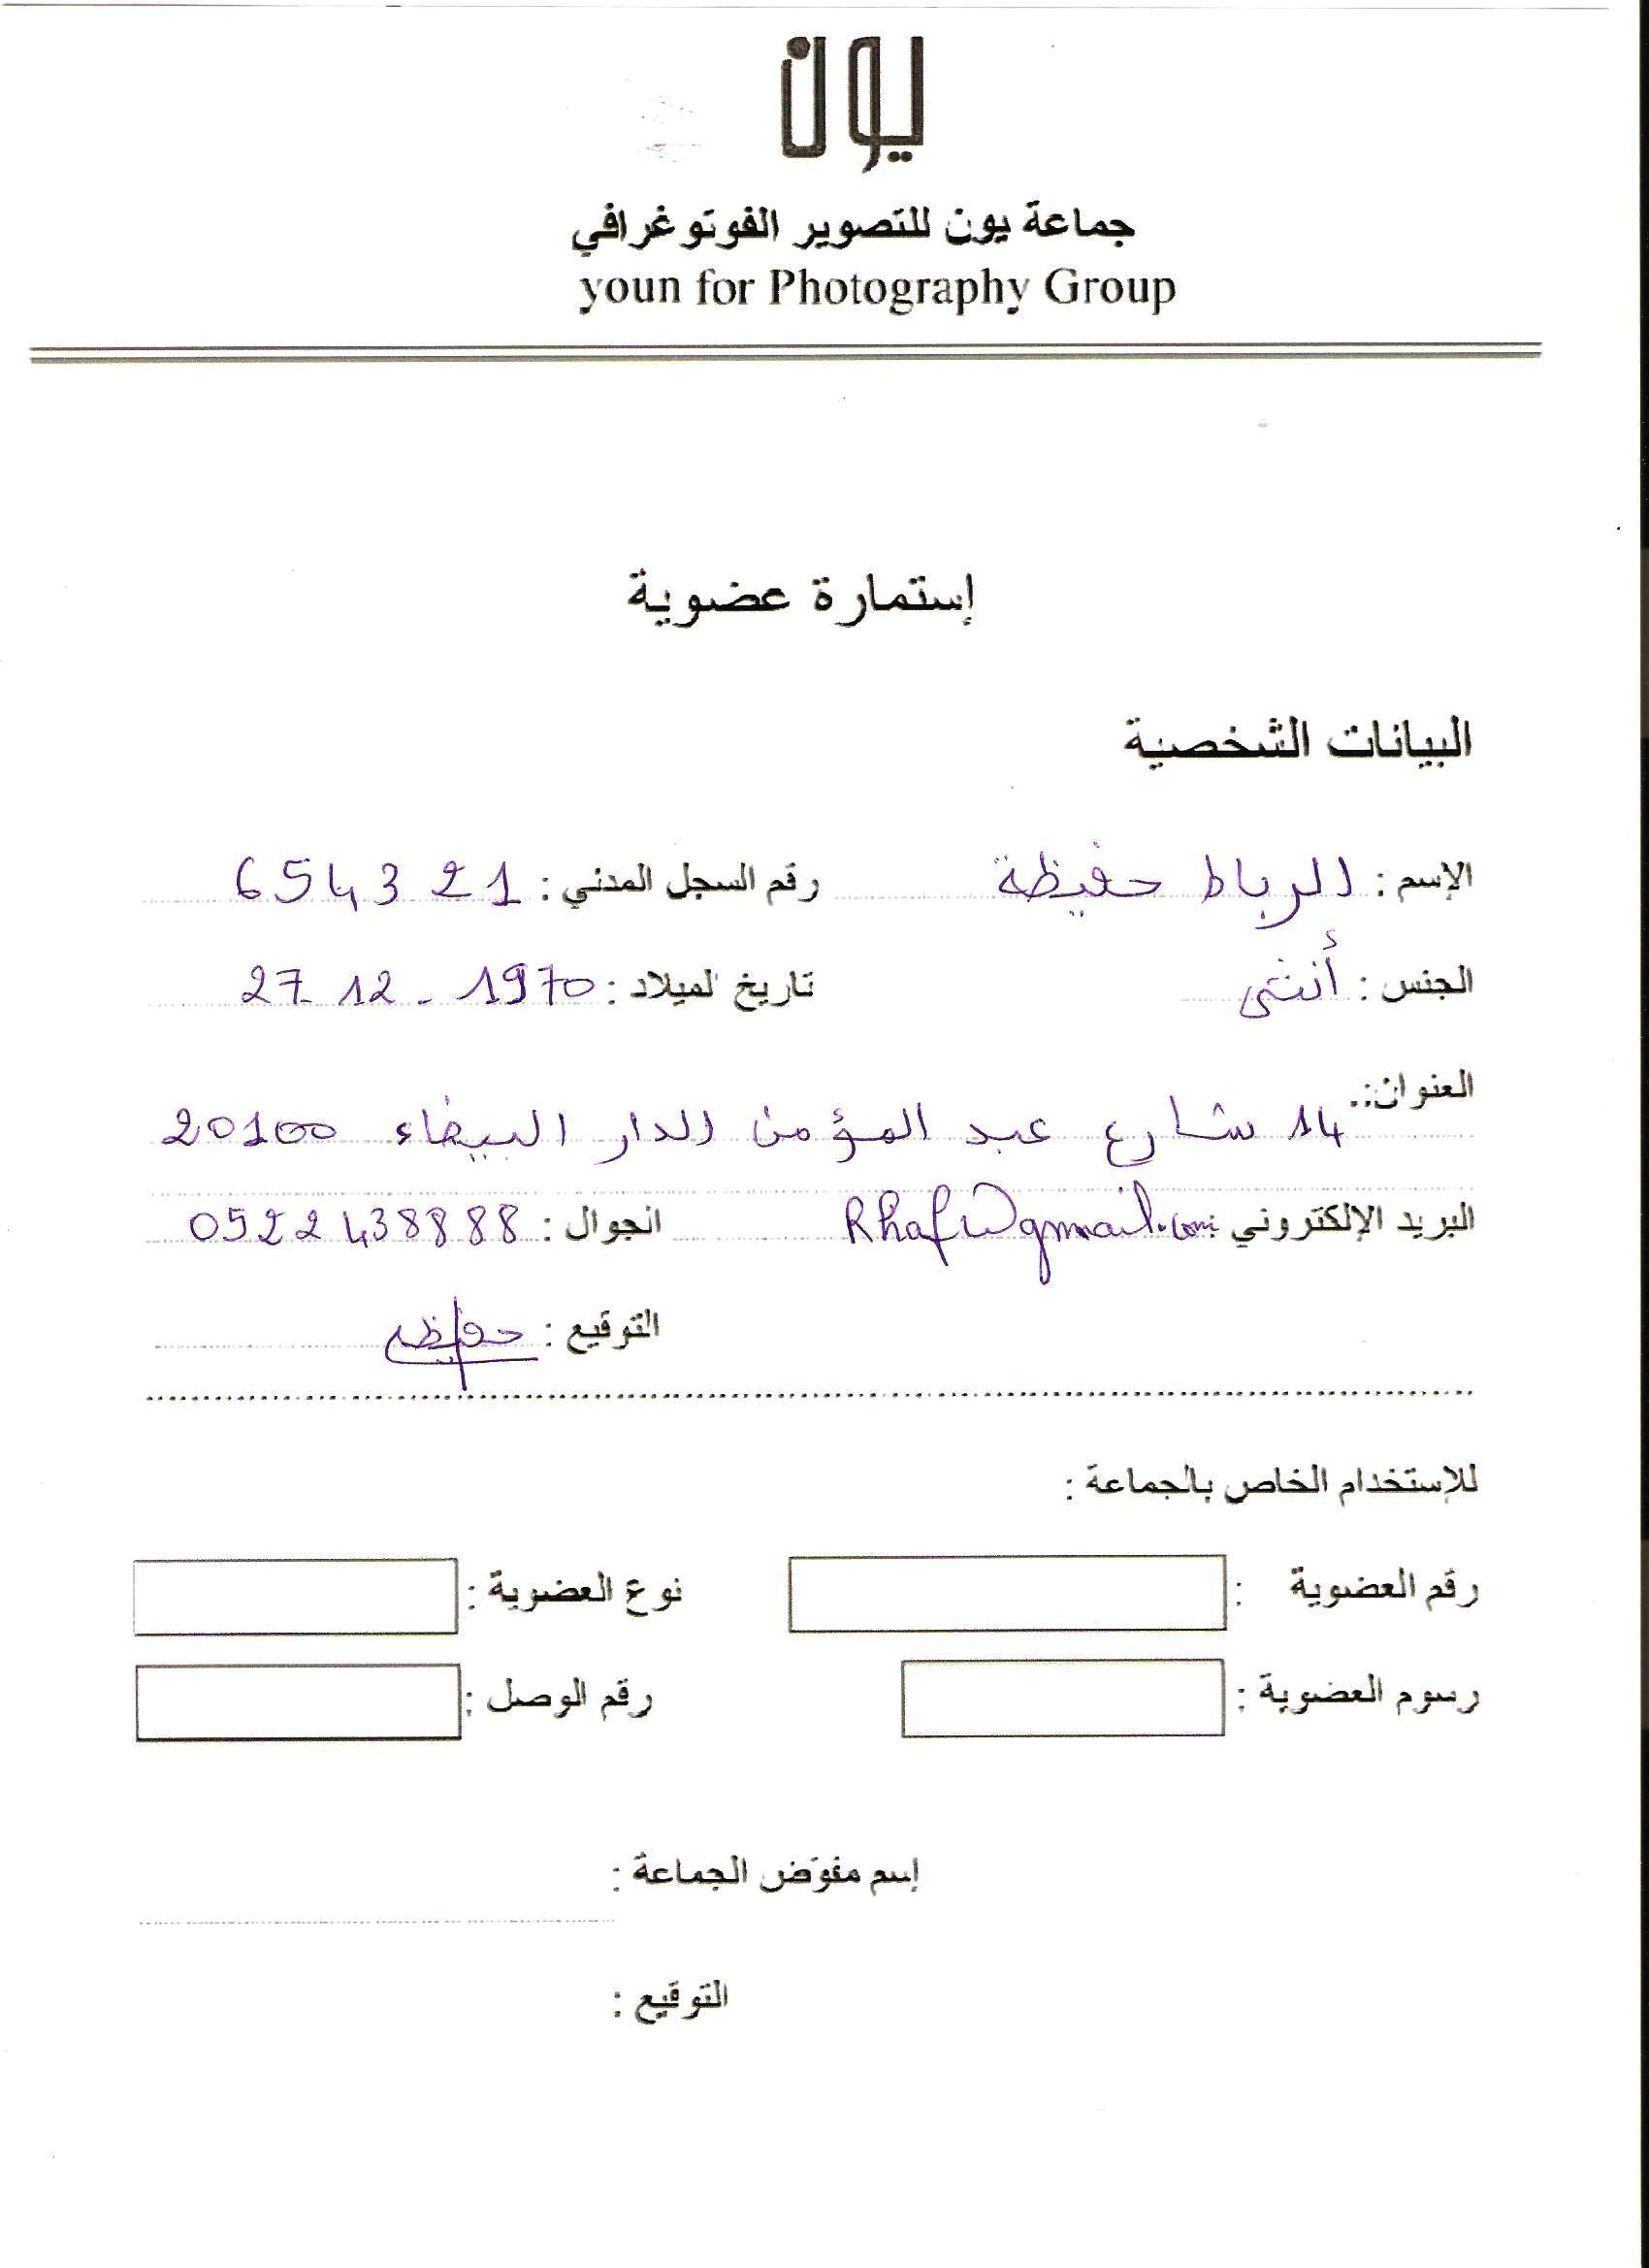 يون
جماعة يون للتصوير الفوتوغرافي
youn for Photography Group
إستمارة عضوية
البيانات الشخصية
الإسم : الرباط حفيظة رقم السجل المدني : 654321
الجنس : أنثى تاريخ لميلاد : 27.12.1970
العنوان:
14 شارع عبد المؤمن الدار البيضاء 20100
البريد الإلكتروني : Rhaf@gmail.com الجوال : 0522438888
التوقيع : حفيظة
للإستخدام الخاص بالجماعة :
رقم العضوية : نوع العضوية :
رسوم العضوية : رقم الوصل :
إسم مفوّض الجماعة :
التوقيع :